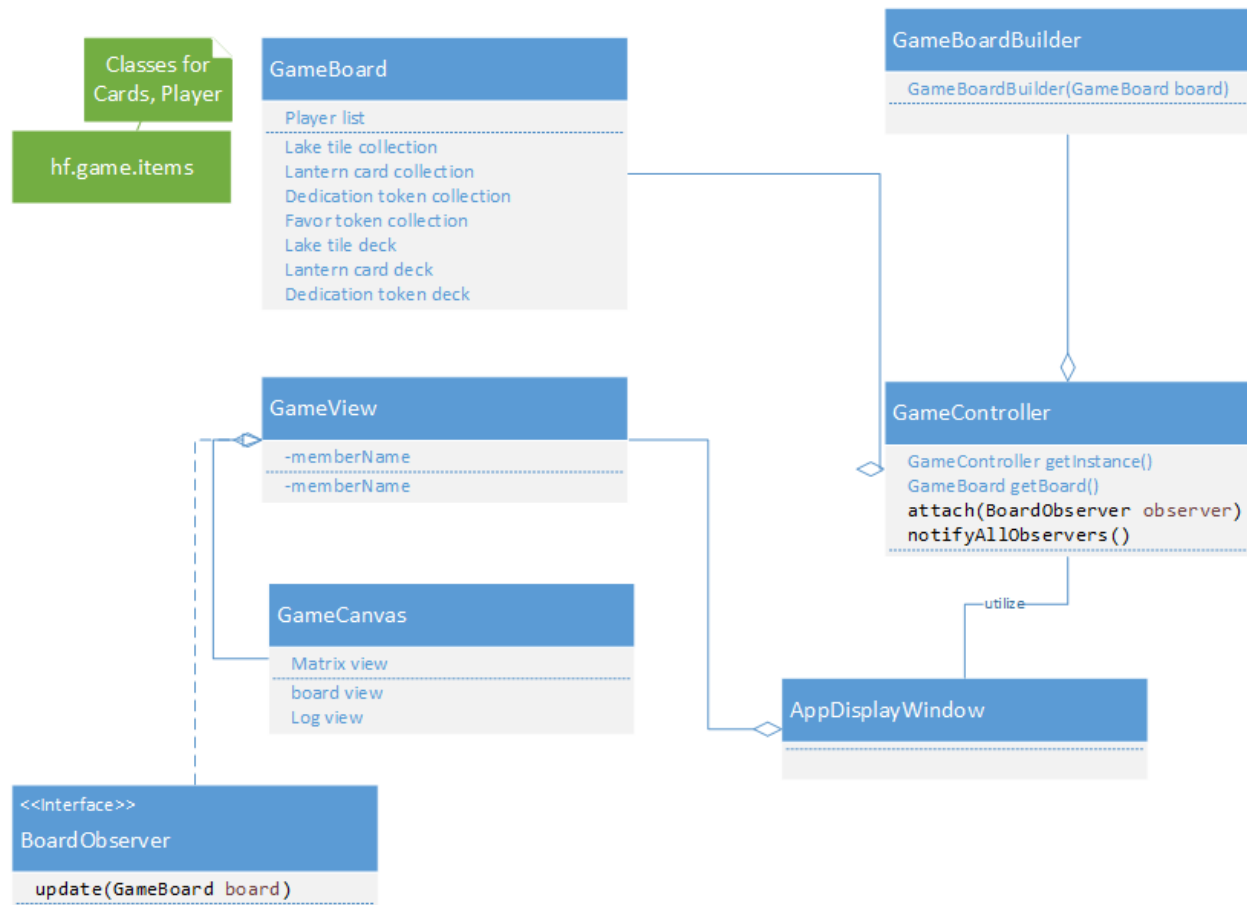 Classes for
Cards, Player
hf.game.items
GameBoard
Player list
Lake tile collection
Lantern card collection
Dedication token collection
Favor token collection
Lake tile deck
Lantern card deck
Dedication token deck
GameBoardBuilder
GameBoardBuilder(GameBoard board)
GameView
-memberName
-memberName
GameController
GameController getInstance()
GameBoard getBoard()
attach(BoardObserver observer)
notifyAllObservers()
utilize
GameCanvas
Matrix view
board view
Log view
AppDisplayWindow
<<Interface>>
BoardObserver
update(GameBoard board)